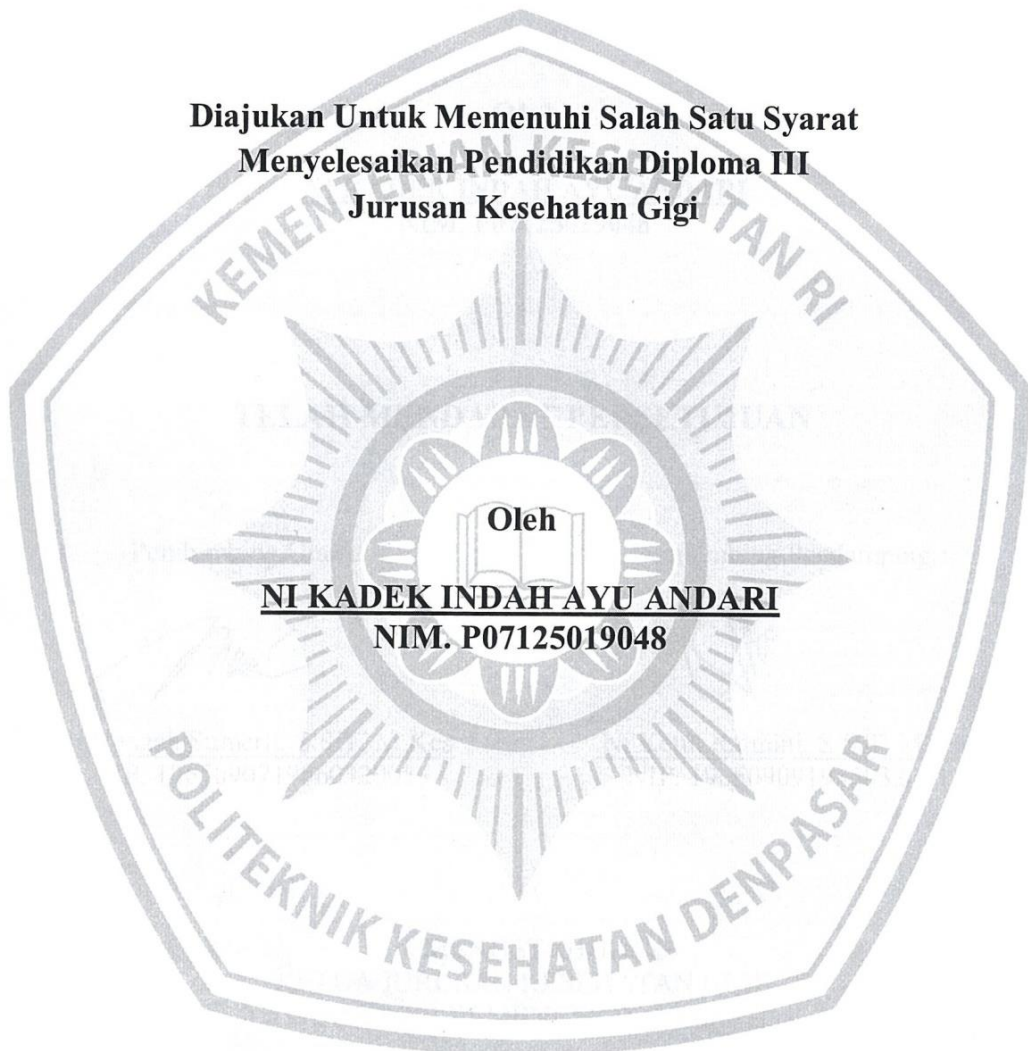 Diajukan Untuk Memenuhi Salah Satu Syarat
Menyelesaikan Pendidikan Diploma III
Jurusan Kesehatan Gigi
KEMENTERIAN KESEHATAN RI
Oleh
NI KADEK INDAH AYU ANDARI
NIM. P07125019048
POLITEKNIK KESEHATAN DENPASAR